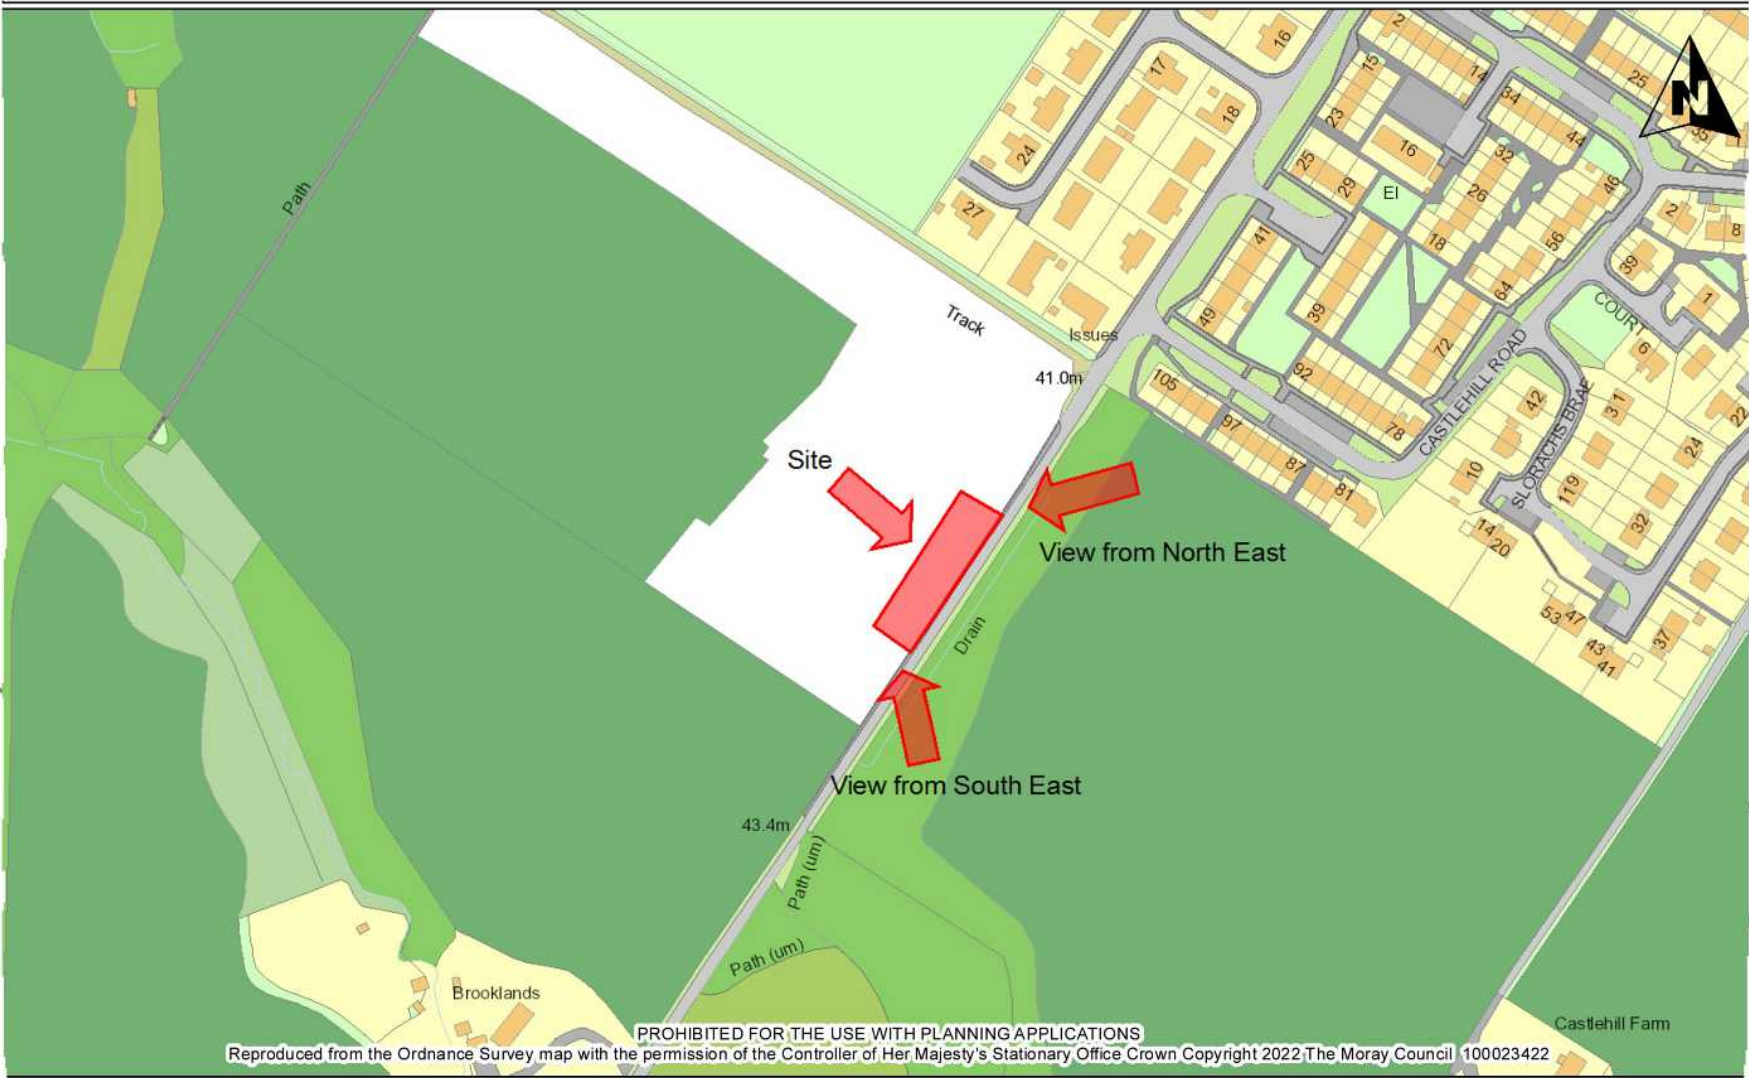 N
2
16
15
14
25
17
34
18
44
35
23
24
16
32
25
29
El
26
46
Path
27
2
8
41
18
56
39
64
1
Track
49
39
COURT
Issues
72
6
41.0m
105
92
CASTLEHILL ROAD
42
31
22
97
78
SLORACHS BRAE
24
Site
87
10
81
119
View from North East
14
20
32
Drain
53
47
37
43
41
View from South East
43.4m
Path (um)
Path (um)
Brooklands
Castlehill Farm
PROHIBITED FOR THE USE WITH PLANNING APPLICATIONS
Reproduced from the Ordnance Survey map with the permission of the Controller of Her Majesty's Stationary Office Crown Copyright 2022 The Moray Council 100023422